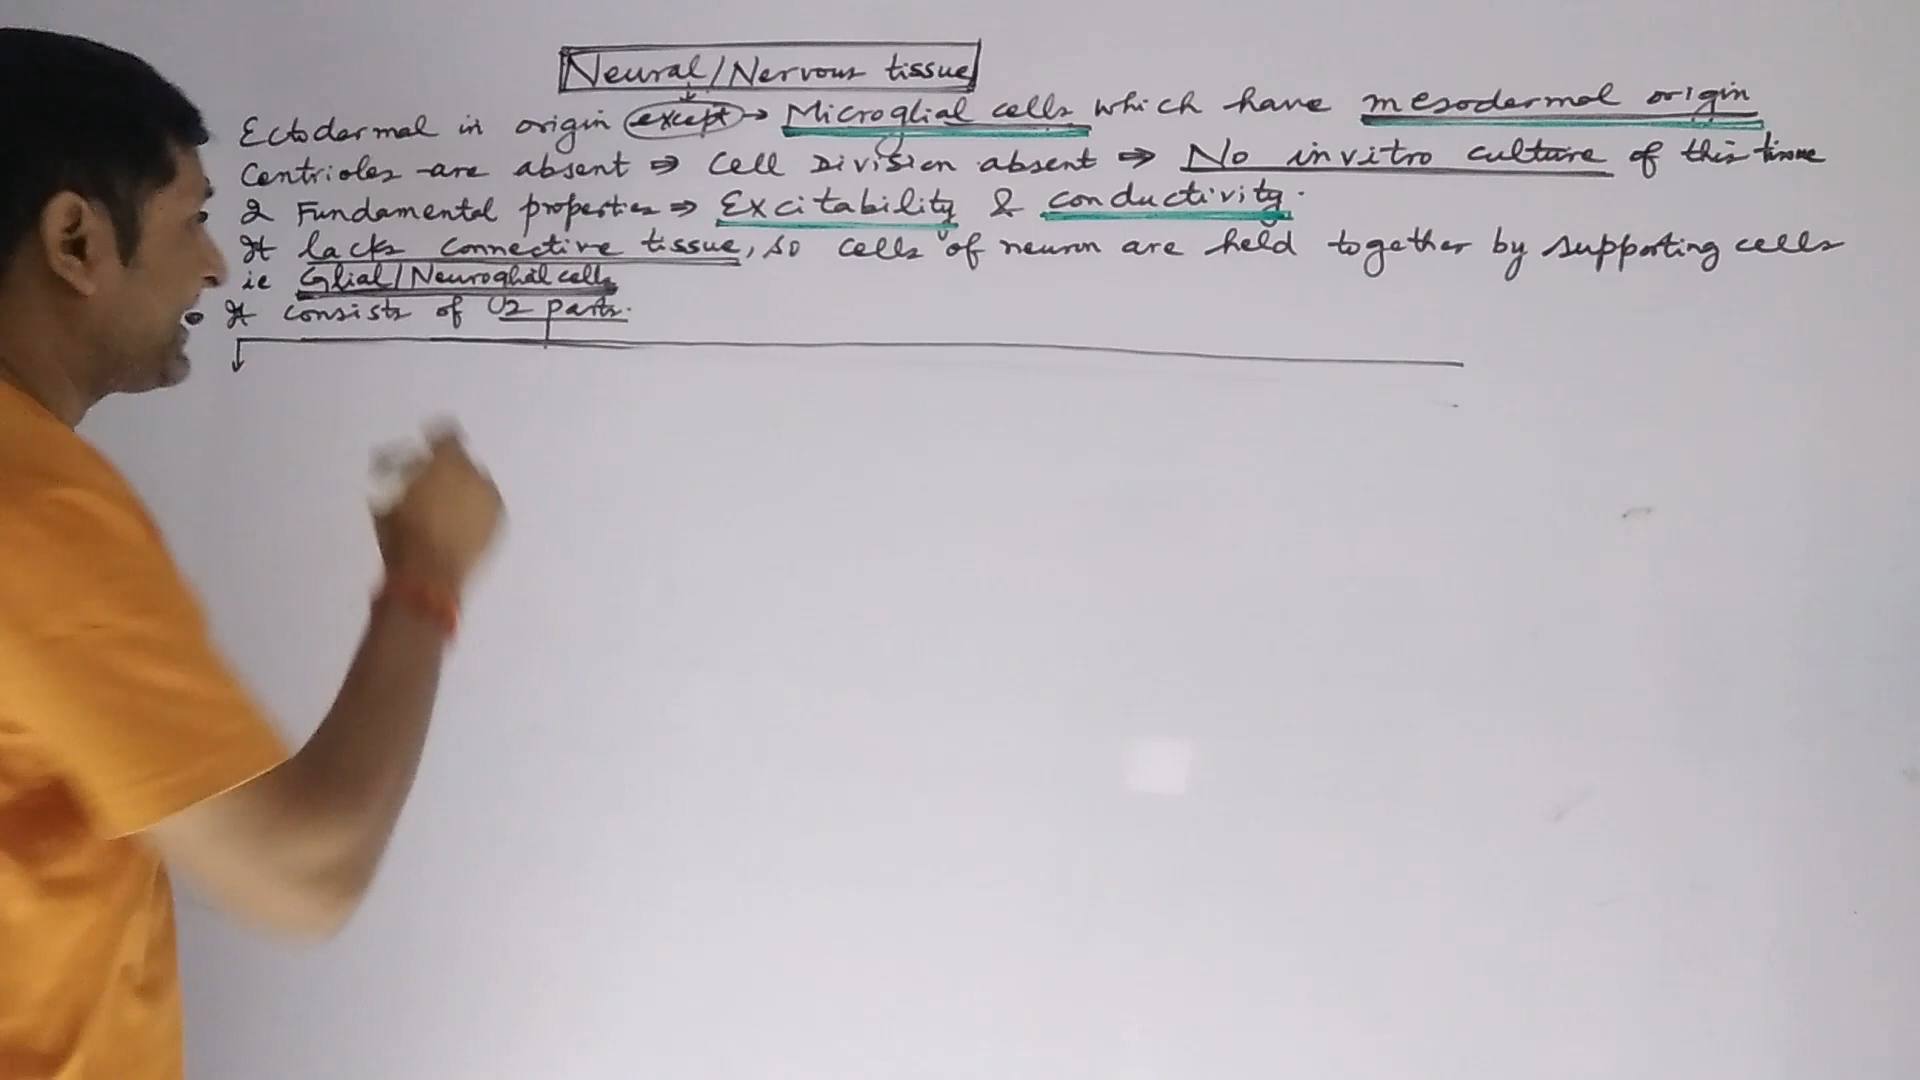 Neural/Nervous tissue
Ectodermal in origin except → Microglial cells which have mesodermal origin
Centrioles are absent ⇒ Cell Division absent ⇒ No invitro culture of this tissue
2 Fundamental properties ⇒ Excitability & conductivity.
It lacks connective tissue, so cells of neuron are held together by supporting cells
ie Glial/Neuroglial cells
It consists of 02 parts.